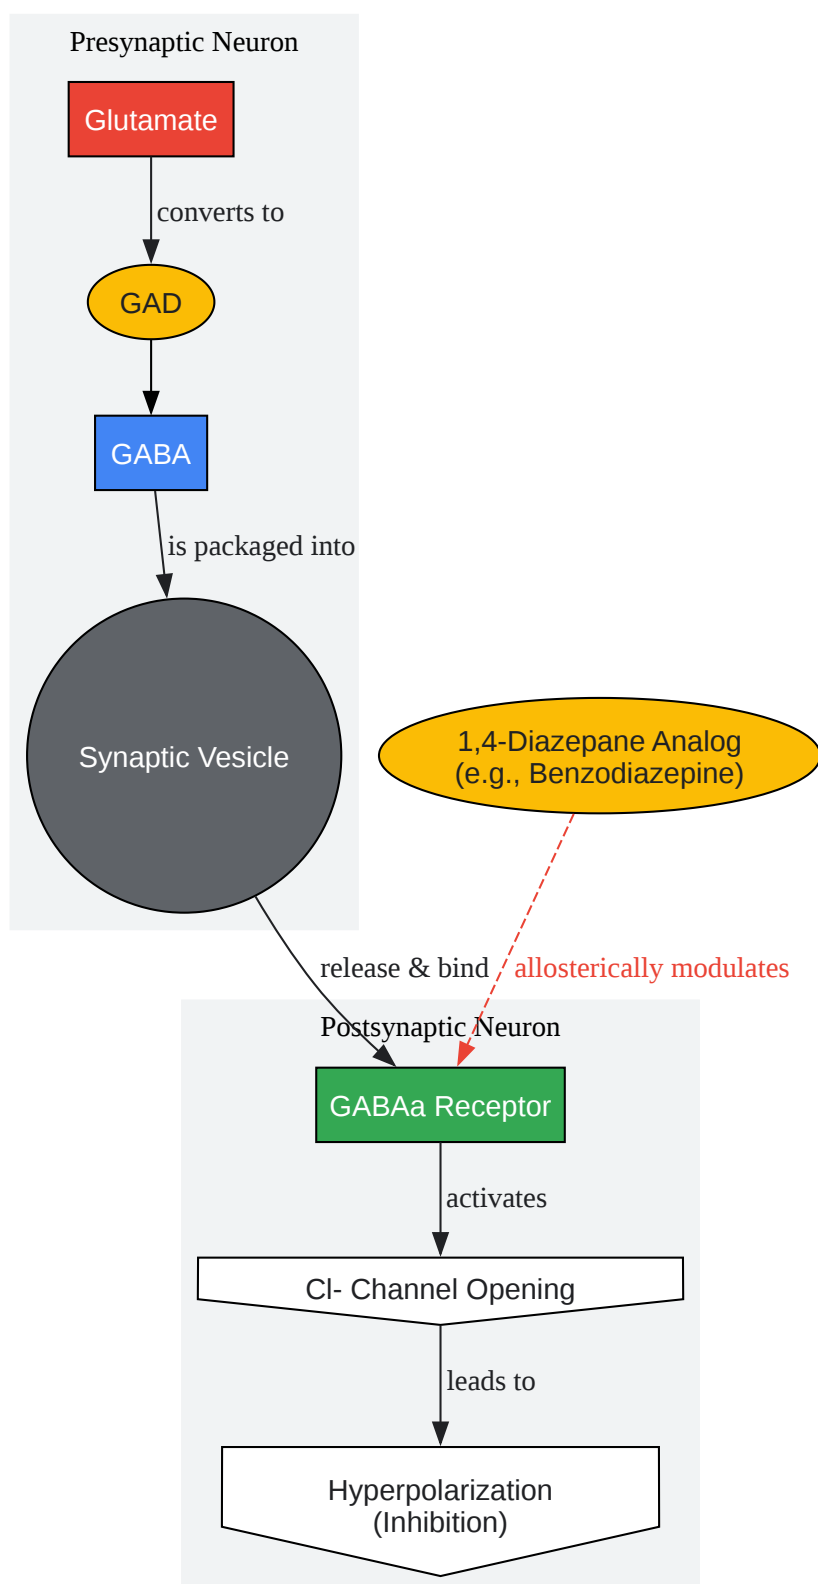 Presynaptic Neuron
Glutamate
converts to
GAD
GABA
is packaged into
Synaptic Vesicle
1,4-Diazepane Analog
(e.g., Benzodiazepine)
release & bind
allosterically modulates
Postsynaptic Neuron
GABAa Receptor
activates
Cl- Channel Opening
leads to
Hyperpolarization
(Inhibition)